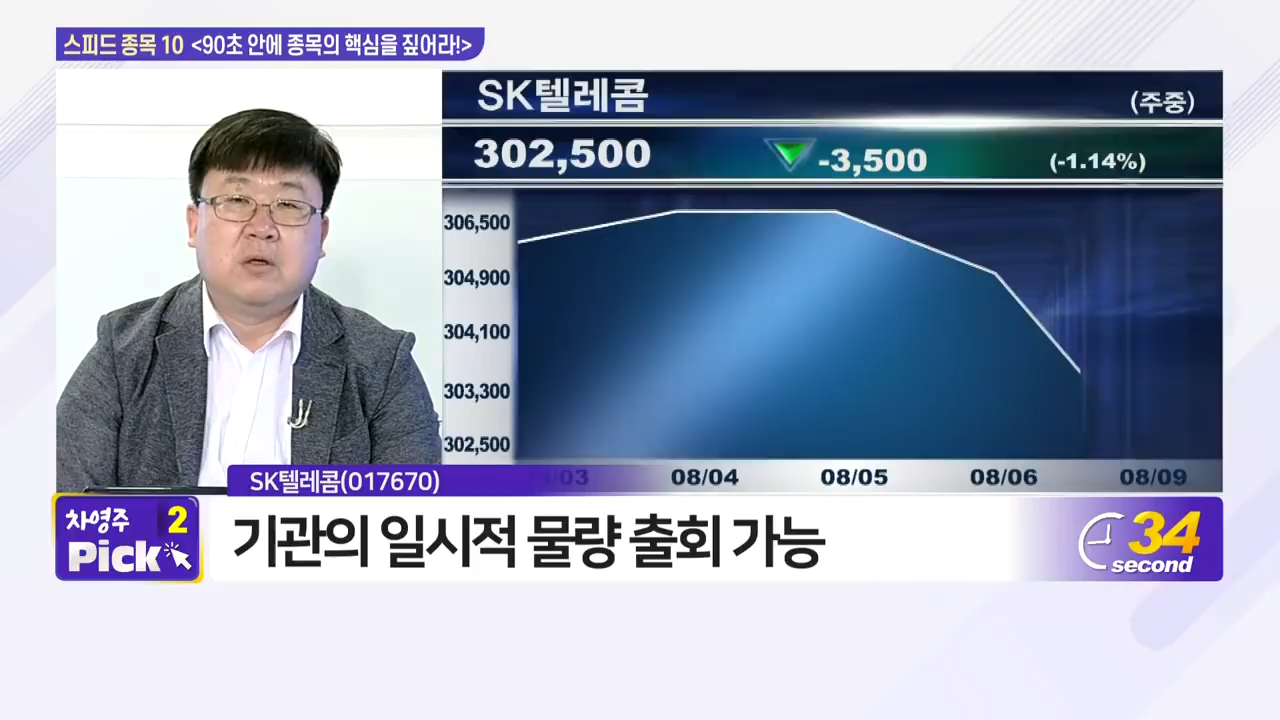 스피드 종목 10 <90초 안에 종목의 핵심을 짚어라!>
SK텔레콤
(주중)
302,500
-3,500
(-1.14%)
306,500
304,900
304,100
303,300
302,500
/03
08/04
08/05
08/06
08/09
SK텔레콤(017670)
차영주 2
Pick
기관의 일시적 물량 출회 가능
34
second